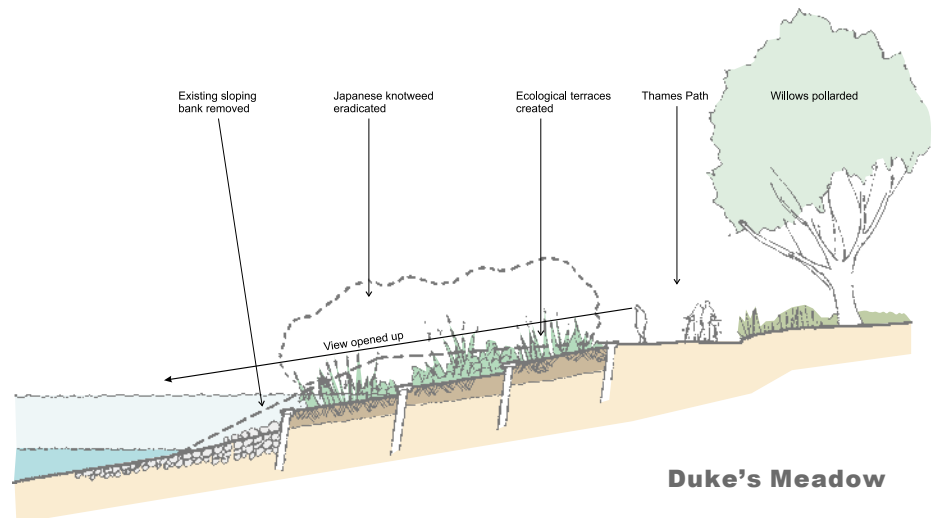 Existing sloping
bank removed
Japanese knotweed
eradicated
Ecological terraces
created
Thames Path
Willows pollarded
View opened up
Duke's Meadow